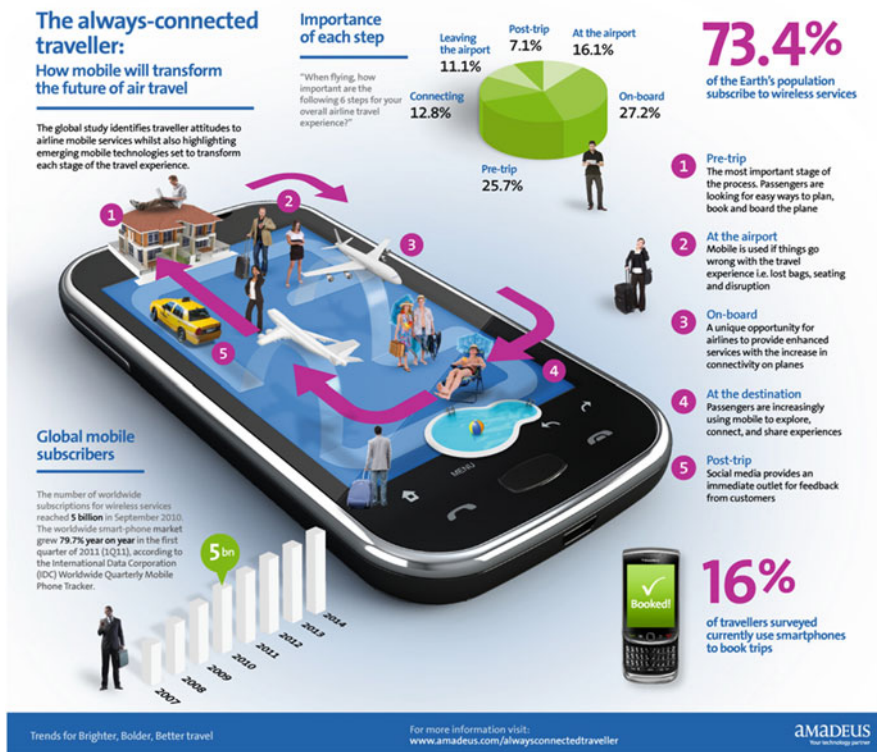 The always-connected
traveller:
How mobile will transform
the future of air travel
The global study identifies traveller attitudes to
airline mobile services whilst also highlighting
emerging mobile technologies set to transform
each stage of the travel experience.
Importance
of each step
"When flying, how
important are the
following 6 steps for your
overall airline travel
experience?"
Post-trip
7.1%
At the airport
16.1%
Leaving
the airport
11.1%
Connecting
12.8%
On-board
27.2%
Pre-trip
25.7%
73.4%
of the Earth's population
subscribe to wireless services
1
Pre-trip
The most important stage of
the process. Passengers are
looking for easy ways to plan,
book and board the plane
2
At the airport
Mobile is used if things go
wrong with the travel
experience i.e. lost bags, seating
and disruption
3
On-board
A unique opportunity for
airlines to provide enhanced
services with the increase in
connectivity on planes
4
At the destination
Passengers are increasingly
using mobile to explore,
connect, and share experiences
5
Post-trip
Social media provides an
immediate outlet for feedback
from customers
1
2
3
4
5
MENU
Global mobile
subscribers
The number of worldwide
subscriptions for wireless services
reached 5 billion in September 2010.
The worldwide smart-phone market
grew 79.7% year on year in the first
quarter of 2011 (1Q11), according to
the International Data Corporation
(IDC) Worldwide Quarterly Mobile
Phone Tracker.
5bn
2007
2008
2009
2010
2011
2012
2013
2014
Booked!
16%
of travellers surveyed
currently use smartphones
to book trips
Trends for Brighter, Bolder, Better travel
For more information visit:
www.amadeus.com/alwaysconnectedtraveller
amadeus
Your technology partner